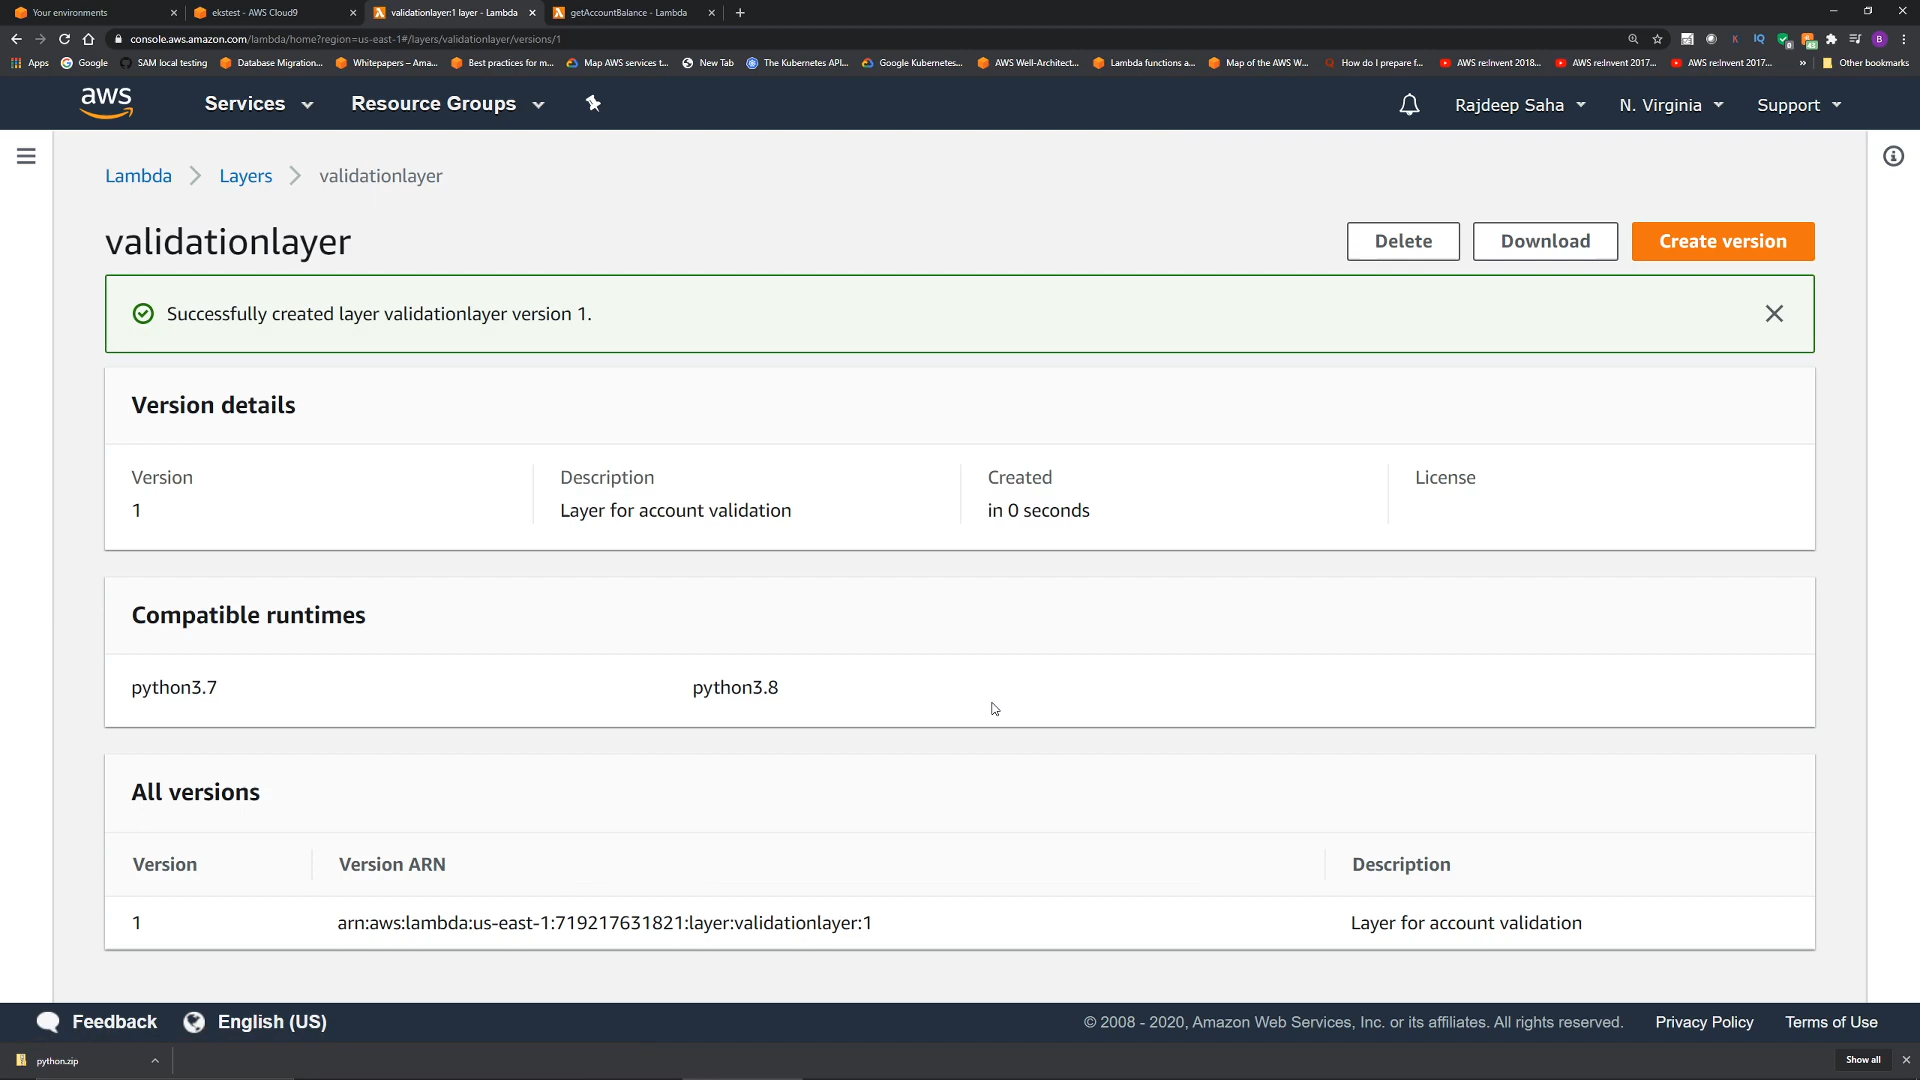 Your environments
ekstest - AWS Cloud9
validationlayer:1 layer - Lambda
getAccountBalance - Lambda
console.aws.amazon.com/lambda/home?region=us-east-1#/layers/validationlayer/versions/1
Apps
Google
SAM local testing
Database Migration...
Whitepapers – Ama...
Best practices for m...
Map AWS services t...
New Tab
The Kubernetes API...
Google Kubernetes...
AWS Well-Architect...
Lambda functions a...
Map of the AWS W...
How do I prepare f...
AWS re:Invent 2018...
AWS re:Invent 2017...
AWS re:Invent 2017...
»
Other bookmarks
aws
Services
Resource Groups
Rajdeep Saha
N. Virginia
Support
Lambda
Layers
validationlayer
validationlayer
Delete
Download
Create version
Successfully created layer validationlayer version 1.
Version details
Version
Description
Created
License
1
Layer for account validation
in 0 seconds
Compatible runtimes
python3.7
python3.8
All versions
Version
Version ARN
Description
1
arn:aws:lambda:us-east-1:719217631821:layer:validationlayer:1
Layer for account validation
Feedback
English (US)
© 2008 - 2020, Amazon Web Services, Inc. or its affiliates. All rights reserved.
Privacy Policy
Terms of Use
python.zip
Show all